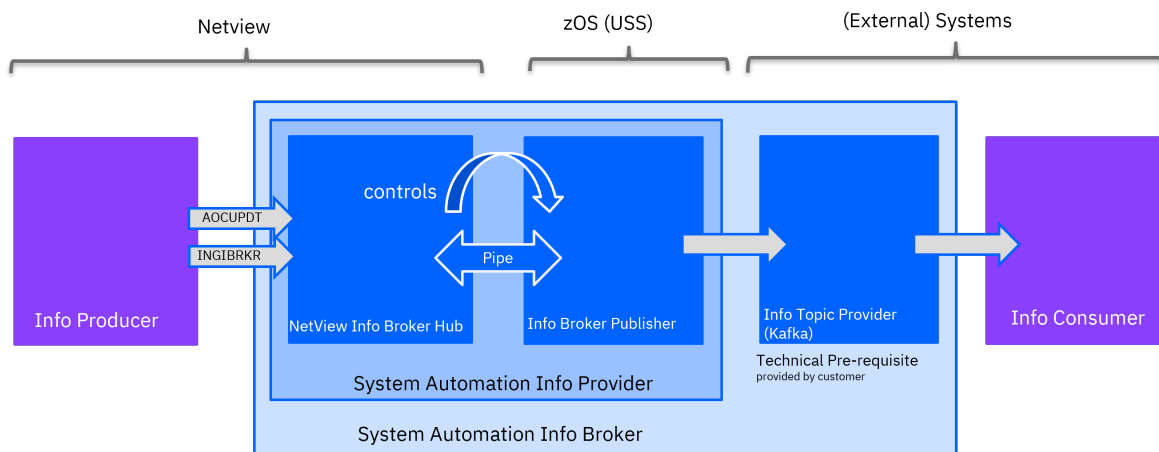 Netview
zOS (USS)
(External) Systems
controls
AOCUPDT
INGIBRKR
Pipe
Info Producer
NetView Info Broker Hub
Info Broker Publisher
Info Topic Provider
(Kafka)
Info Consumer
Technical Pre-requisite
provided by customer
System Automation Info Provider
System Automation Info Broker